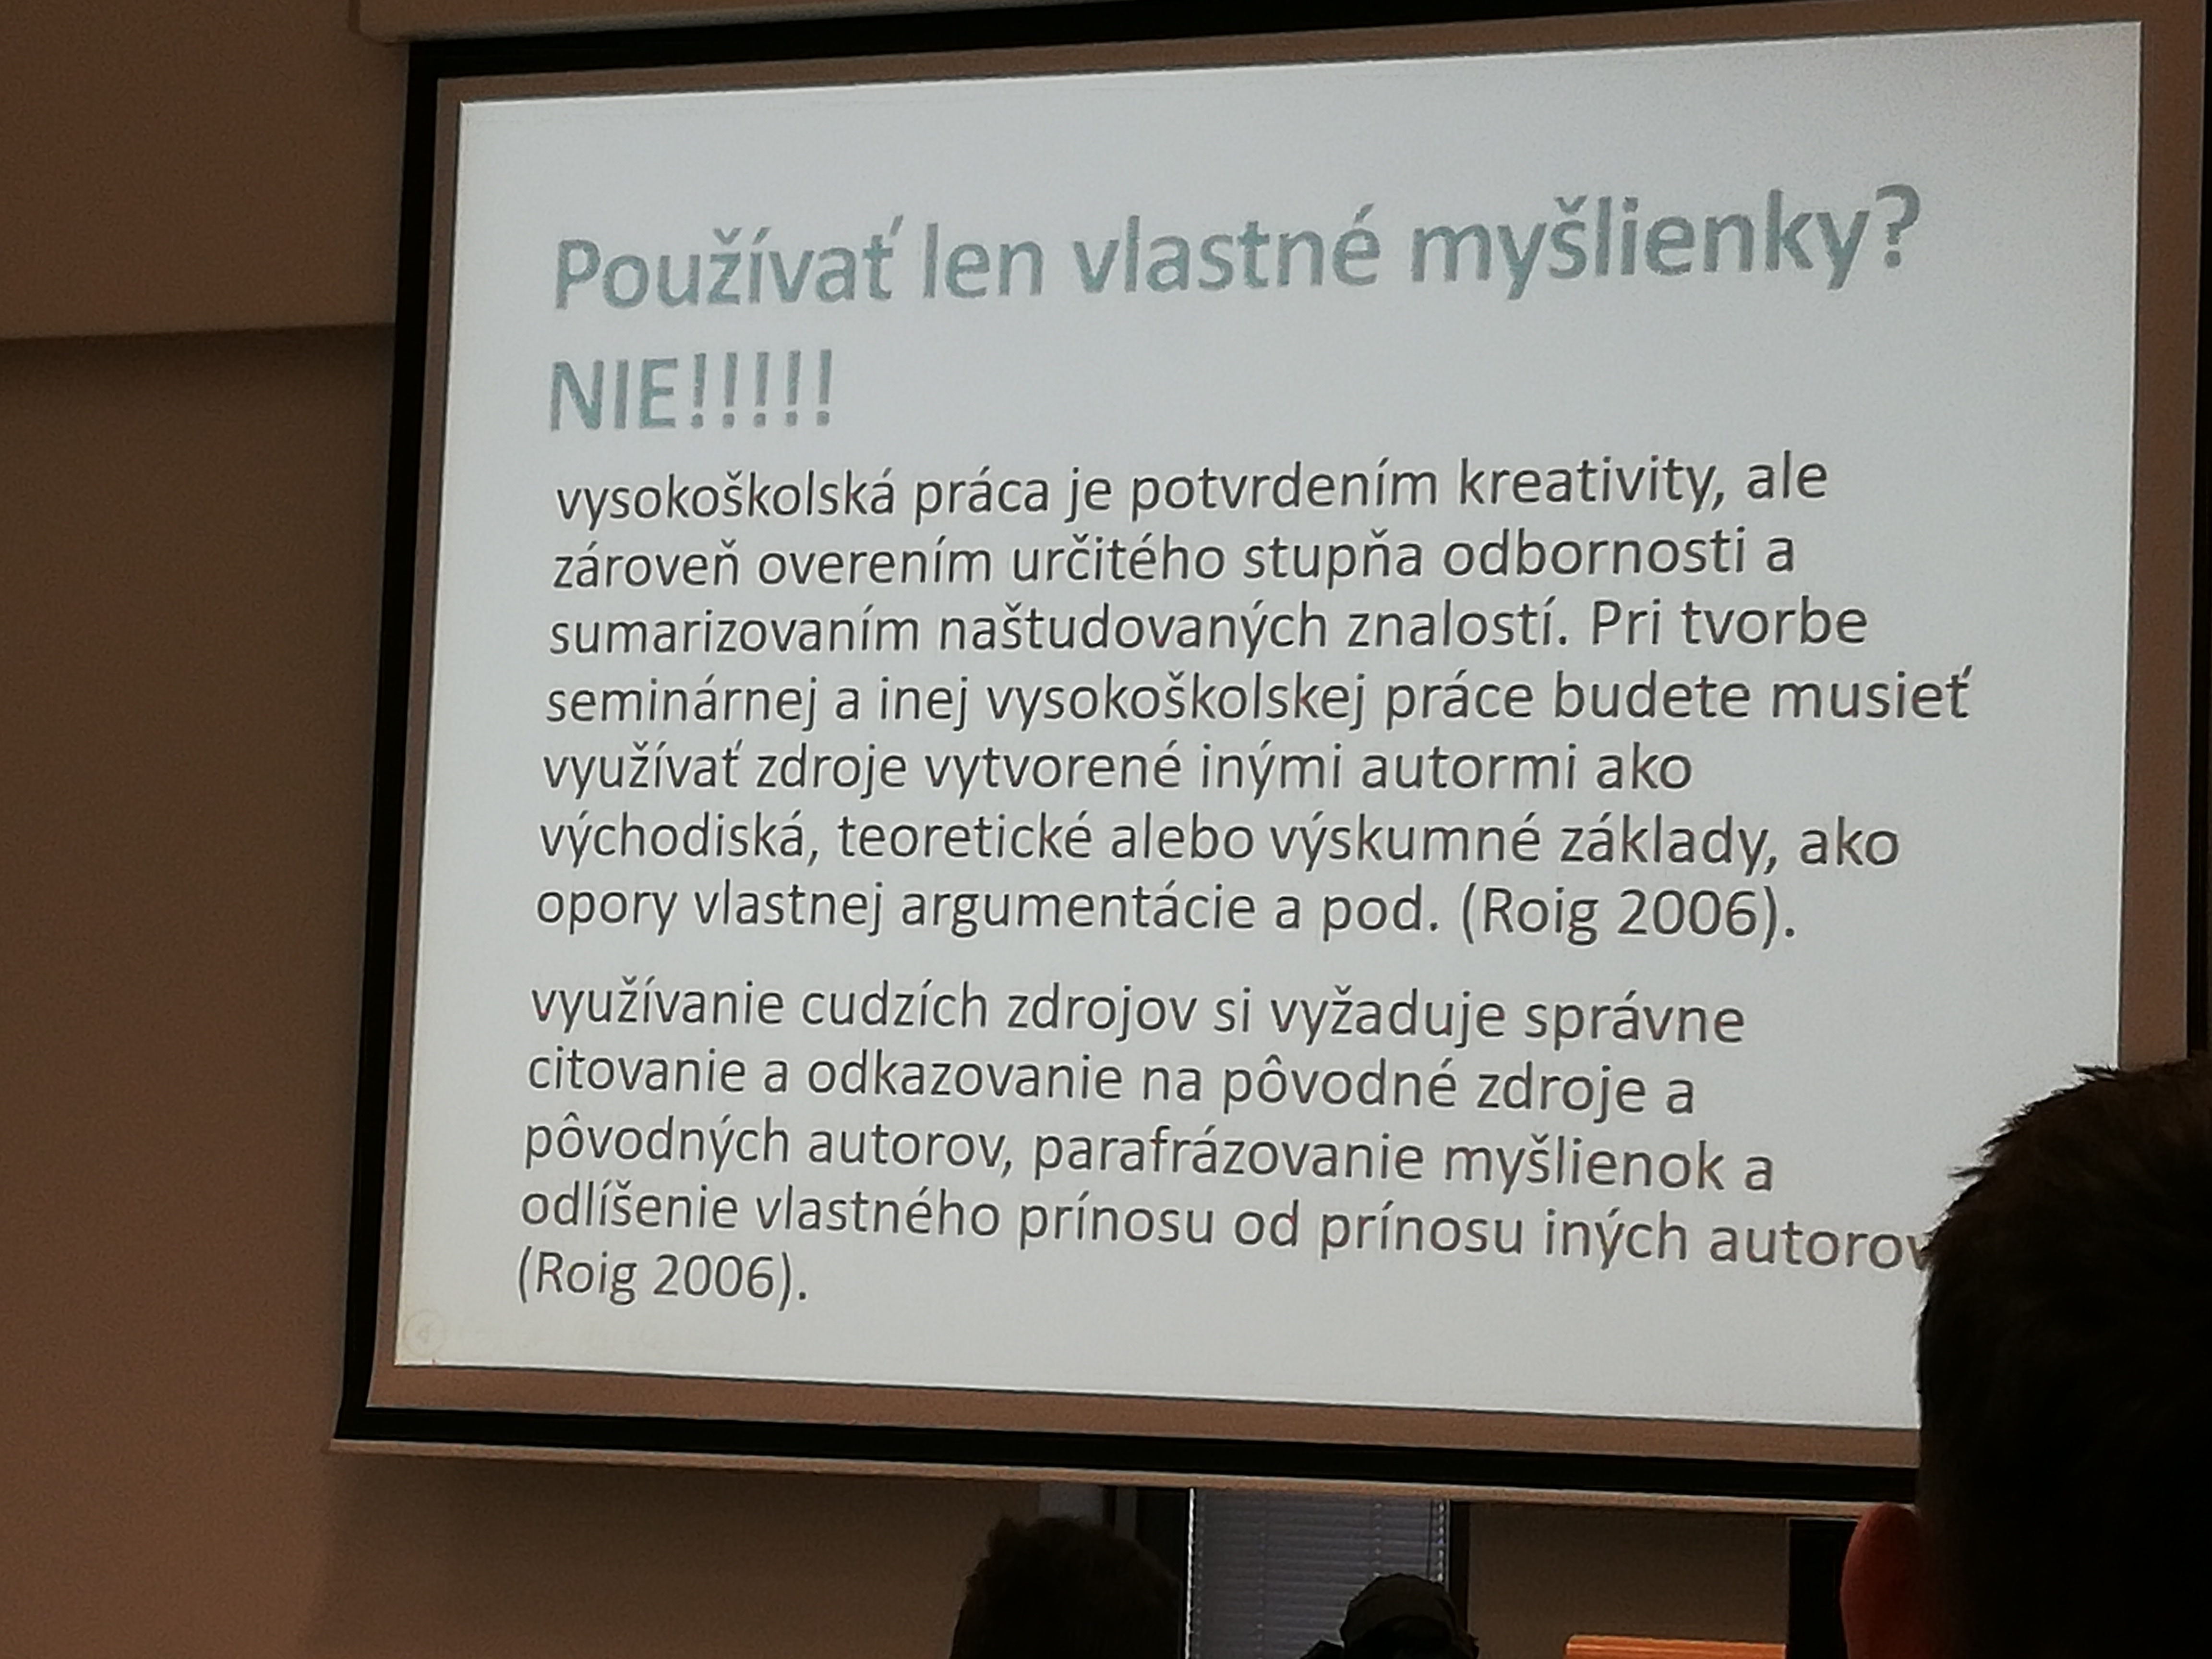 Používať len vlastné myšlienky?
NIE!!!!!
vysokoškolská práca je potvrdením kreativity, ale
zároveň overením určitého stupňa odbornosti a
sumarizovaním naštudovaných znalostí. Pri tvorbe
seminárnej a inej vysokoškolskej práce budete musieť
využívať zdroje vytvorené inými autormi ako
východiská, teoretické alebo výskumné základy, ako
opory vlastnej argumentácie a pod. (Roig 2006).
využívanie cudzích zdrojov si vyžaduje správne
citovanie a odkazovanie na pôvodné zdroje a
pôvodných autorov, parafrázovanie myšlienok a
odlíšenie vlastného prínosu od prínosu iných autorov
(Roig 2006).